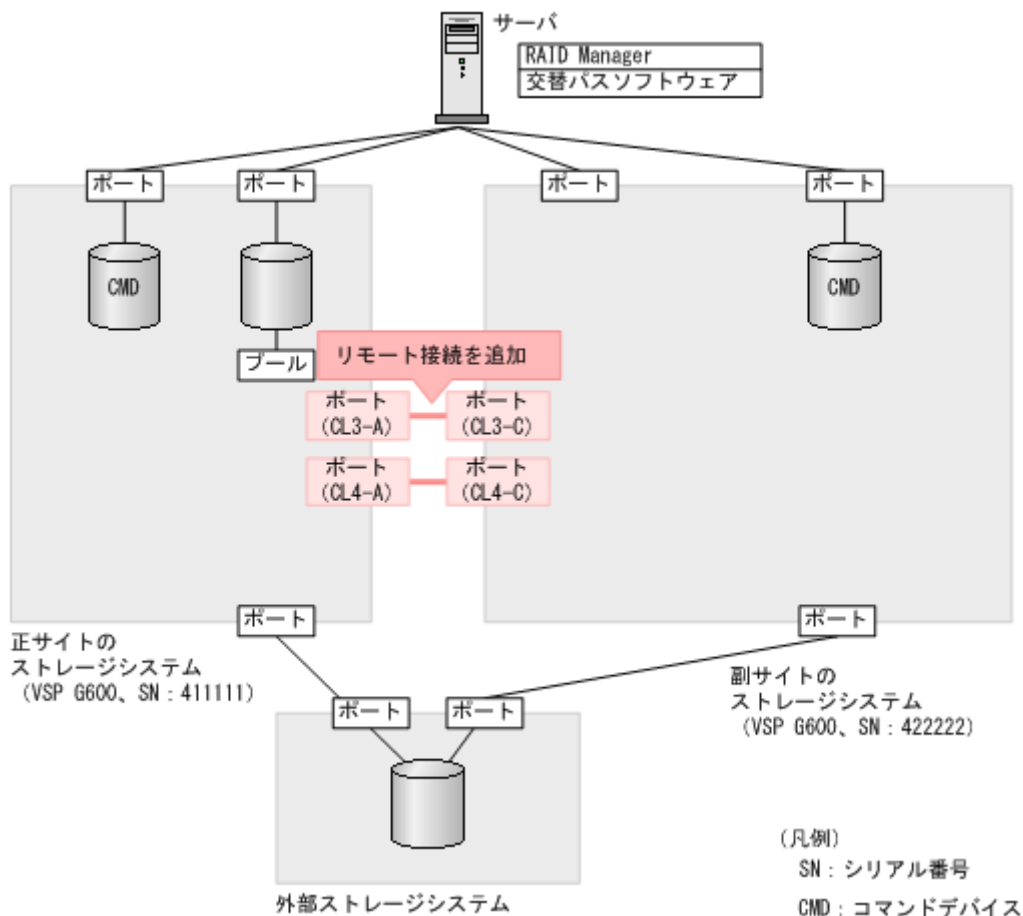 サーバ
RAID Manager
交替パスソフトウェア
ポート
ポート
ポート
ポート
CMD
CMD
プール
リモート接続を追加
ポート
(CL3-A)
ポート
(CL3-C)
ポート
(CL4-A)
ポート
(CL4-C)
ポート
ポート
正サイトの
ストレージシステム
(VSP G600、SN：411111)
副サイトの
ストレージシステム
(VSP G600、SN：422222)
ポート
ポート
外部ストレージシステム
(凡例)
SN：シリアル番号
CMD：コマンドデバイス